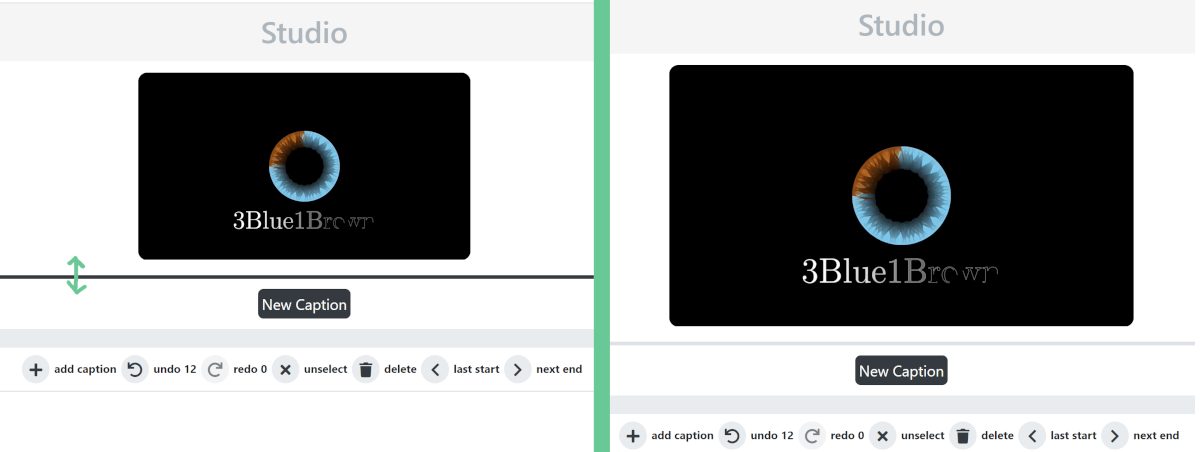 Studio
3Blue1Brown
New Caption
add caption undo 12 redo 0 unselect delete last start next end
Studio
3Blue1Brown
New Caption
add caption undo 12 redo 0 unselect delete last start next end